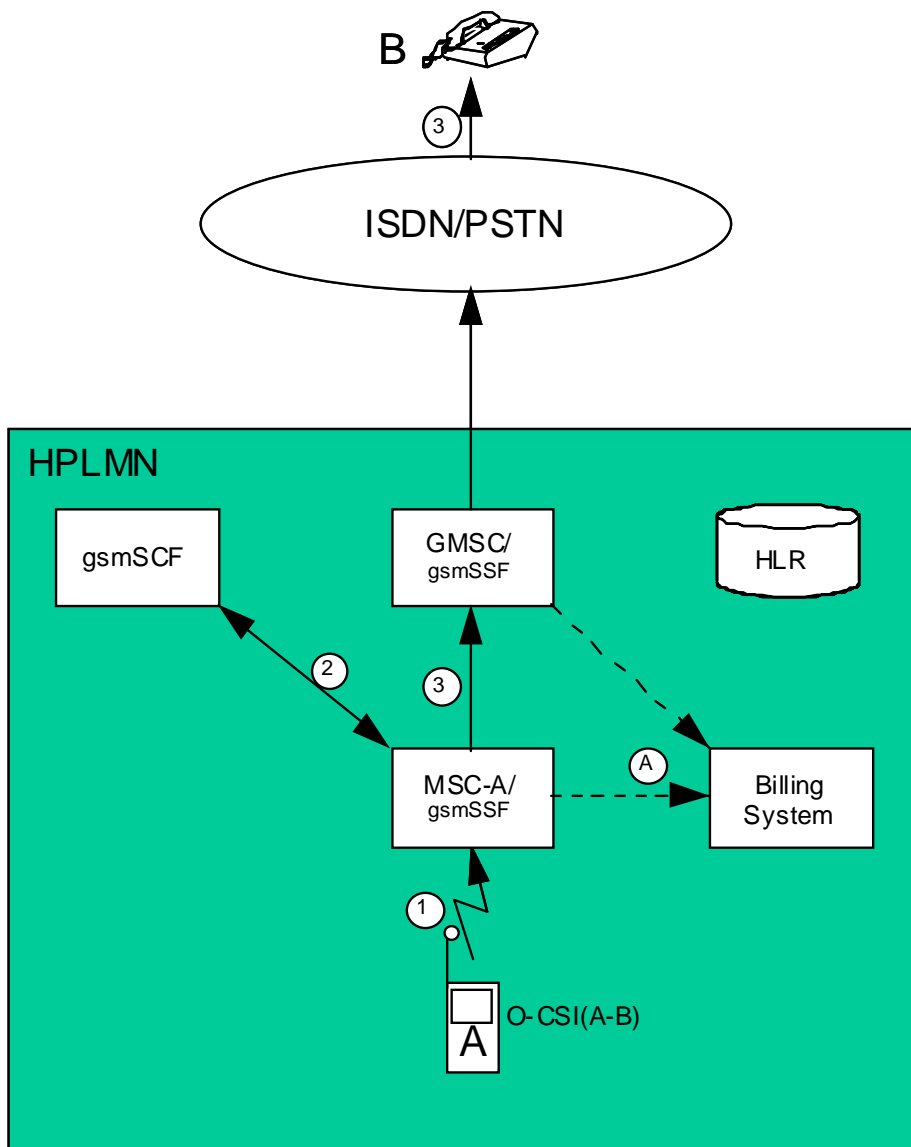 B
3
ISDN/PSTN
HPLMN
gsmSCF
GMSC/
gsmSSF
HLR
2
3
MSC-A/
gsmSSF
A
Billing
System
1
O-CSI(A-B)
A